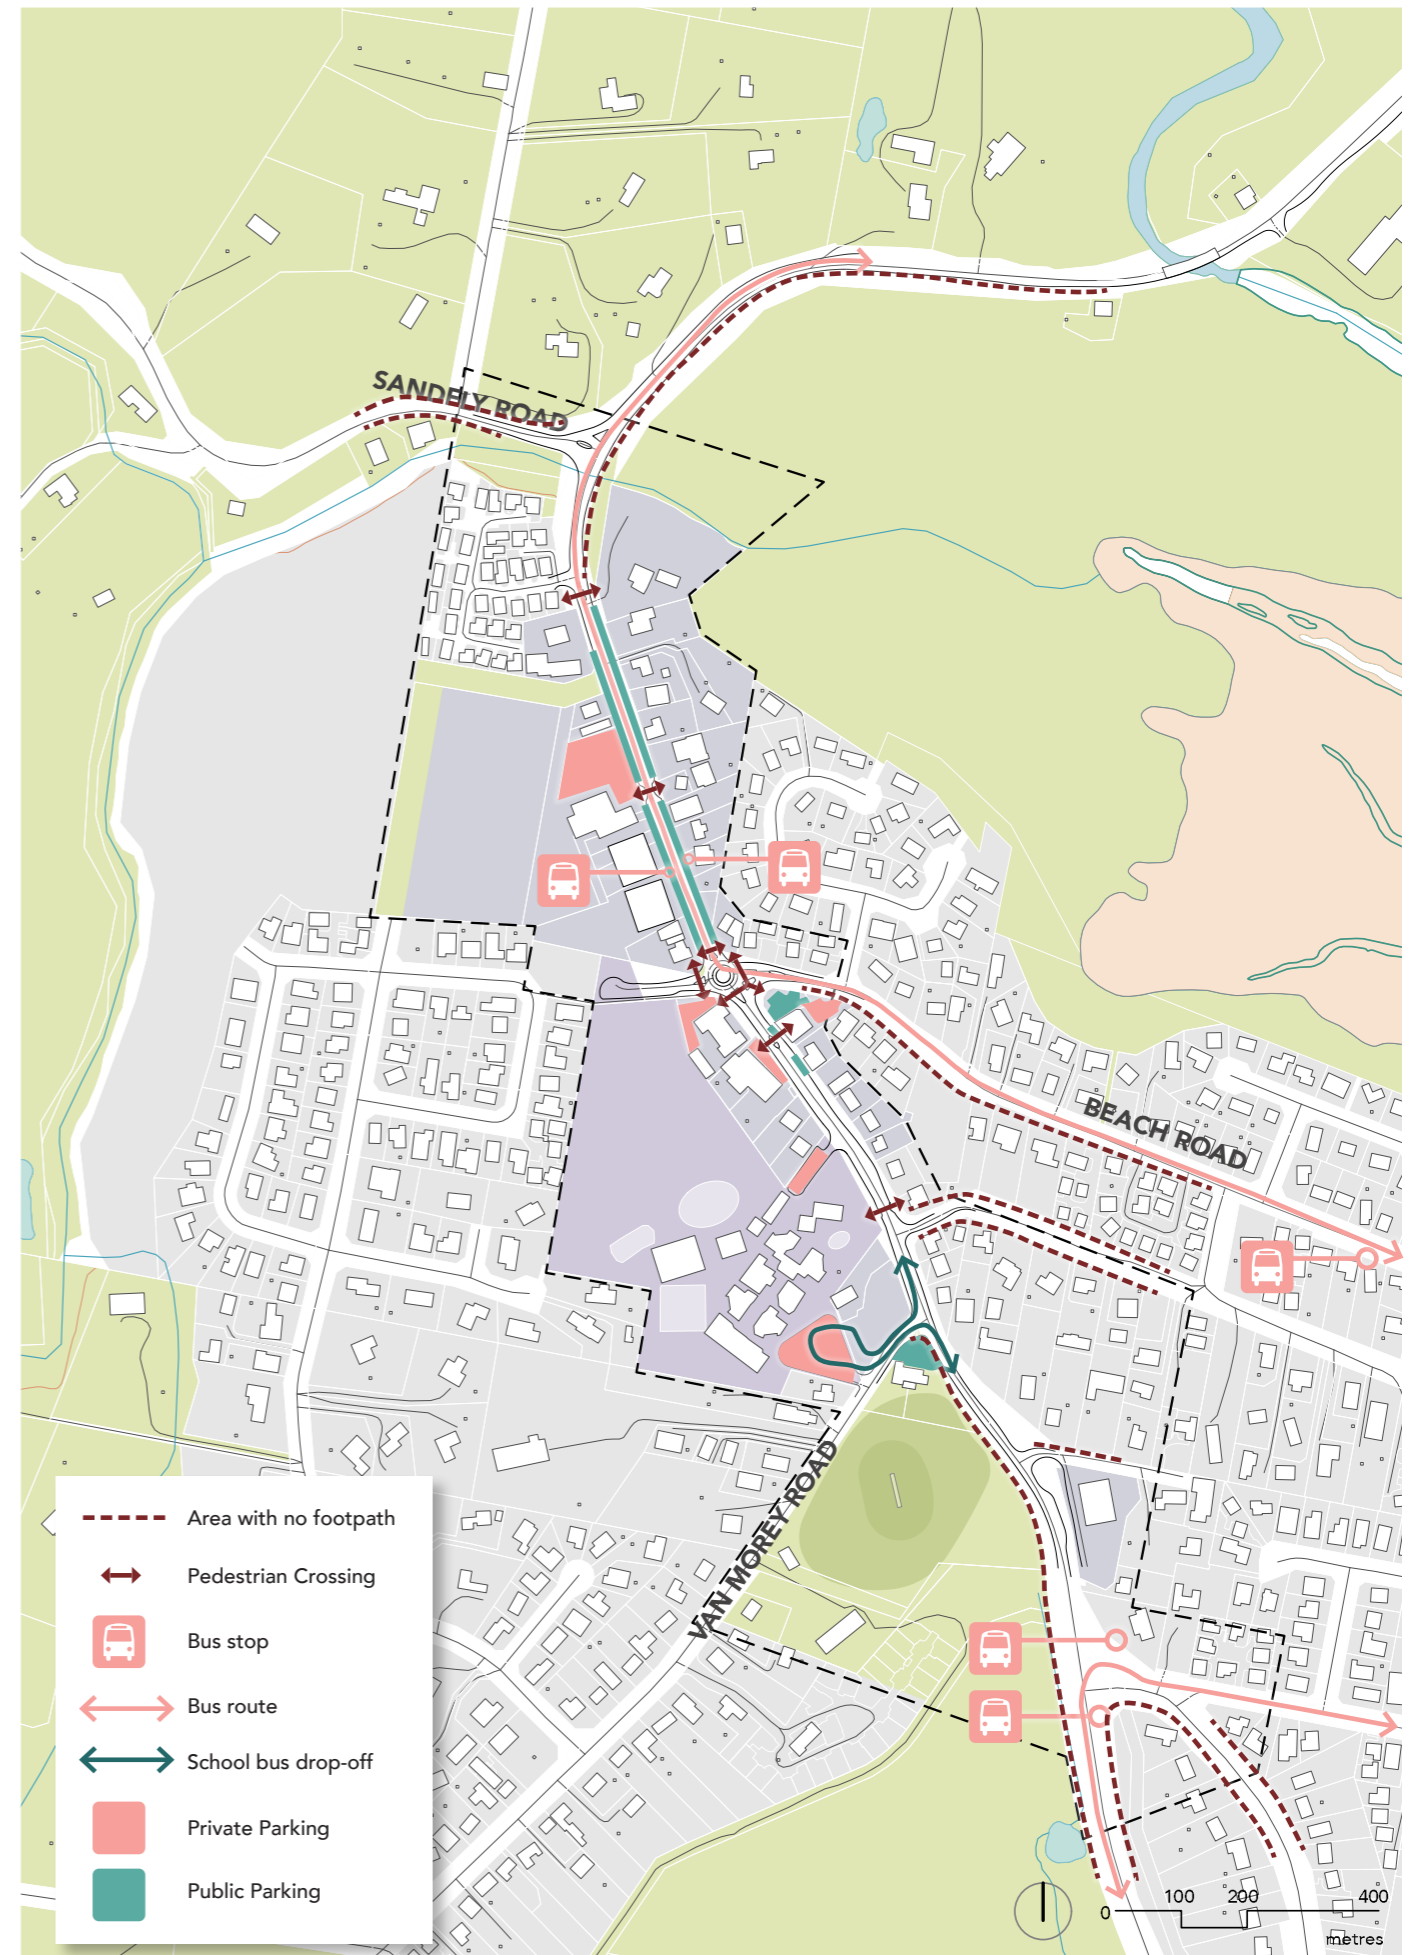 SANDFLY ROAD
BEACH ROAD
VAN MOREY ROAD
Area with no footpath
Pedestrian Crossing
Bus stop
Bus route
School bus drop-off
Private Parking
Public Parking
0 100 200 400
metres